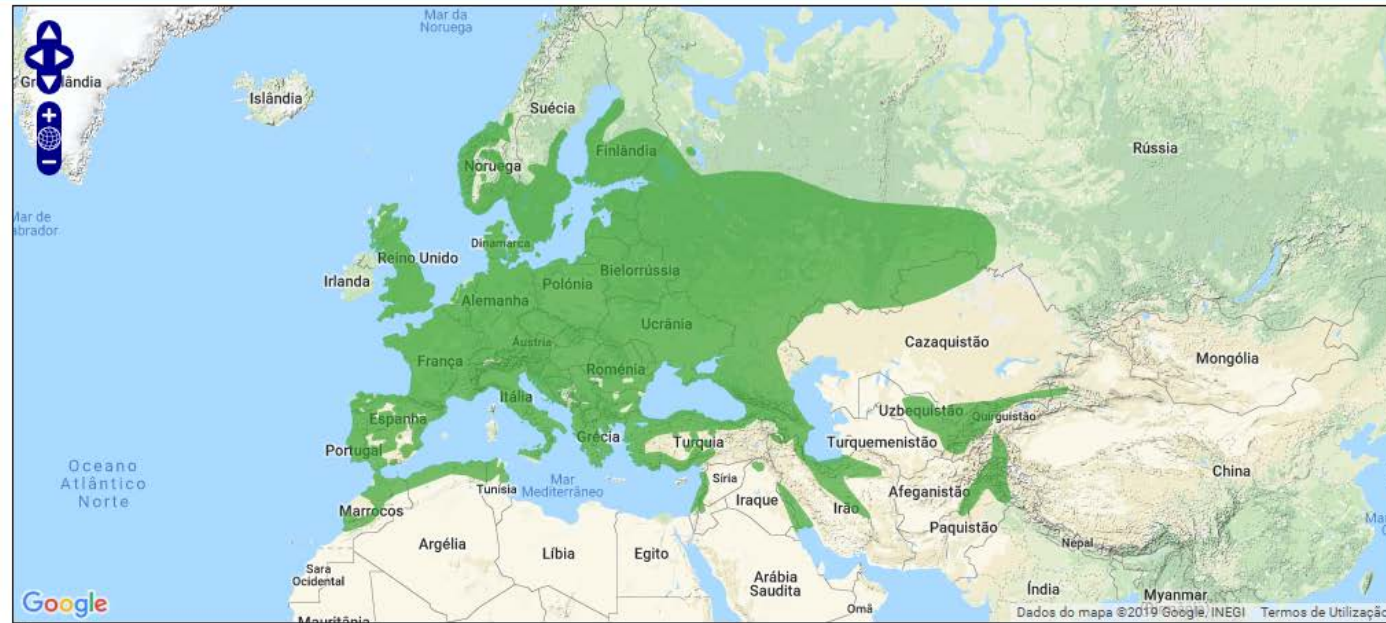 Mar da
Noruega
Islândia
Suécia
Rússia
Finlândia
Noruega
Mar de
Dinamarca
Reino Unido
Irlanda
Bielorrússia
Polónia
Alemanha
Ucrânia
Áustria
França
Roménia
Cazaquistão
Mongólia
Itália
Espanha
Uzbequistão
Quirguistão
Portugal
Grécia
Turquia
Turquemenistão
Oceano
Atlântico
Norte
Tunísia
Mar
Mediterrâneo
Síria
Iraque
Irão
Afeganistão
China
Marrocos
Paquistão
Argélia
Líbia
Egito
Nepal
Sara
Ocidental
Arábia
Saudita
Omã
Índia
Myanmar
Google
Mauritânia
Dados do mapa ©2019 Google, INEGI Termos de Utilização